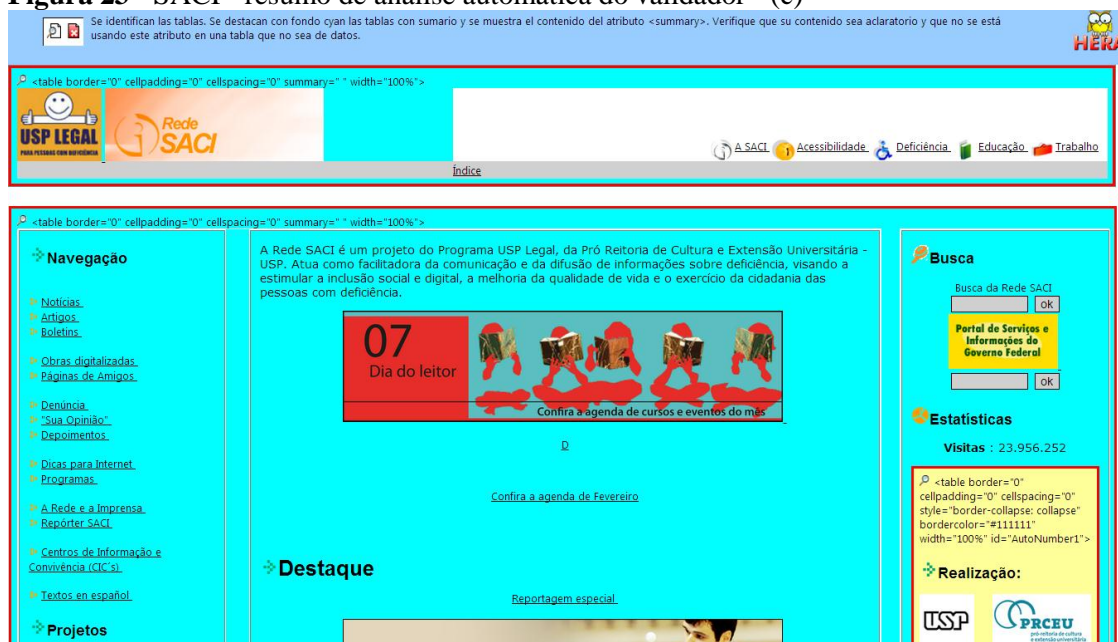 Figura 23 - SACI - resumo de análise automática do validador - (e)
Se identifican las tablas. Se destacan con fondo cyan las tablas con sumario y se muestra el contenido del atributo <summary>. Verifique que su contenido sea aclaratorio y que no se está
usando este atributo en una tabla que no sea de datos.
HERA
<table border="0" cellpadding="0" cellspacing="0" summary=" " width="100%">
USP LEGAL
PARA PESSOAS COM DEFICIÊNCIA
Rede
SACI
A SACI Acessibilidade Deficiência Educação Trabalho
Índice
<table border="0" cellpadding="0" cellspacing="0" summary=" " width="100%">
Navegação
Notícias
Artigos
Boletins
Obras digitalizadas
Páginas de Amigos
Denúncia
"Sua Opinião"
Depoimentos
Dicas para Internet
Programas
A Rede e a Imprensa
Repórter SACI
Centros de Informação e
Convivência (CIC´s)
Textos en español
Projetos
A Rede SACI é um projeto do Programa USP Legal, da Pró Reitoria de Cultura e Extensão Universitária -
USP. Atua como facilitadora da comunicação e da difusão de informações sobre deficiência, visando a
estimular a inclusão social e digital, a melhoria da qualidade de vida e o exercício da cidadania das
pessoas com deficiência.
07
Dia do leitor
Confira a agenda de cursos e eventos do mês
D
Confira a agenda de Fevereiro
Destaque
Reportagem especial
Busca
Busca da Rede SACI
ok
Portal de Serviços e
Informações do
Governo Federal
ok
Estatísticas
Visitas : 23.956.252
<table border="0"
cellpadding="0" cellspacing="0"
style="border-collapse: collapse"
bordercolor="#111111"
width="100%" id="AutoNumber1">
Realização:
USP
PRCEU
pró-reitoria de cultura
e extensão universitária